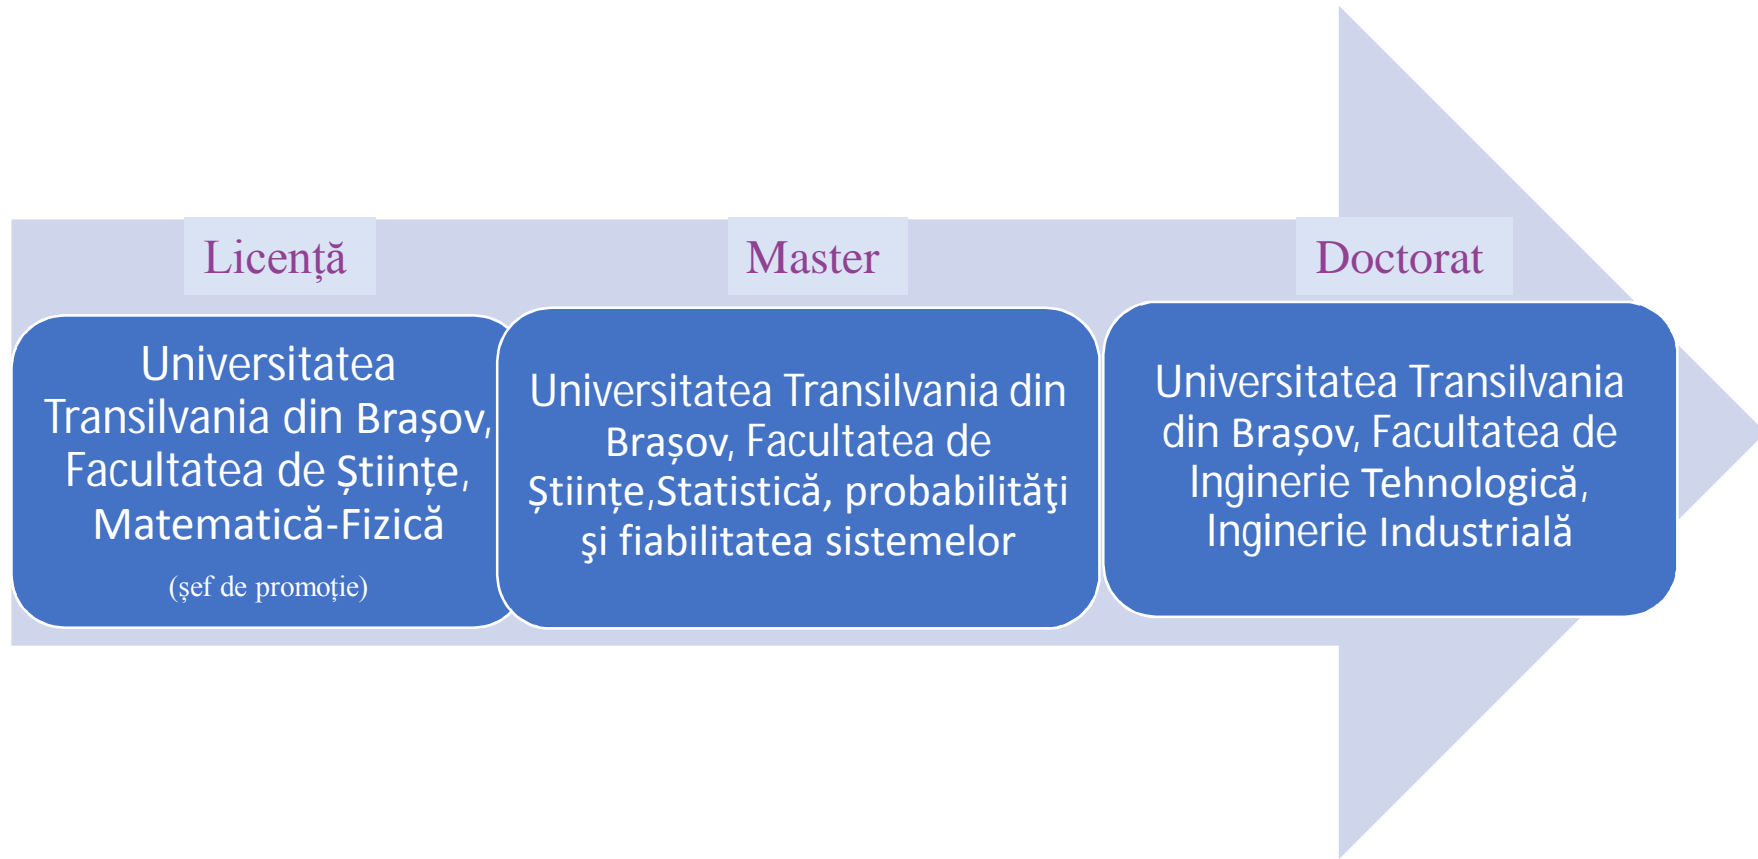 Licență
Master
Doctorat
Universitatea
Transilvania din Brașov,
Facultatea de Științe,
Matematică-Fizică
(șef de promoție)
Universitatea Transilvania din
Brașov, Facultatea de
Științe,Statistică, probabilităţi
şi fiabilitatea sistemelor
Universitatea Transilvania
din Brașov, Facultatea de
Inginerie Tehnologică,
Inginerie Industrială